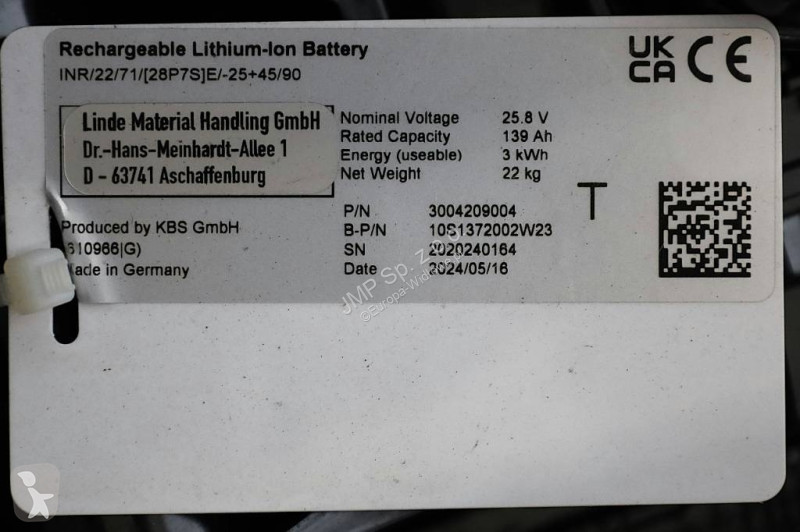 Rechargeable Lithium-Ion Battery
INR/22/71/[28P7S]E/-25+45/90
UK
CA CE
Linde Material Handling GmbH
Dr.-Hans-Meinhardt-Allee 1
D - 63741 Aschaffenburg
Nominal Voltage 25.8 V
Rated Capacity 139 Ah
Energy (useable) 3 kWh
Net Weight 22 kg
T
Produced by KBS GmbH
610966|G)
Made in Germany
P/N 3004209004
B-P/N 10S1372002W23
SN 2020240164
Date 2024/05/16
JMP Sp. Z o.o.